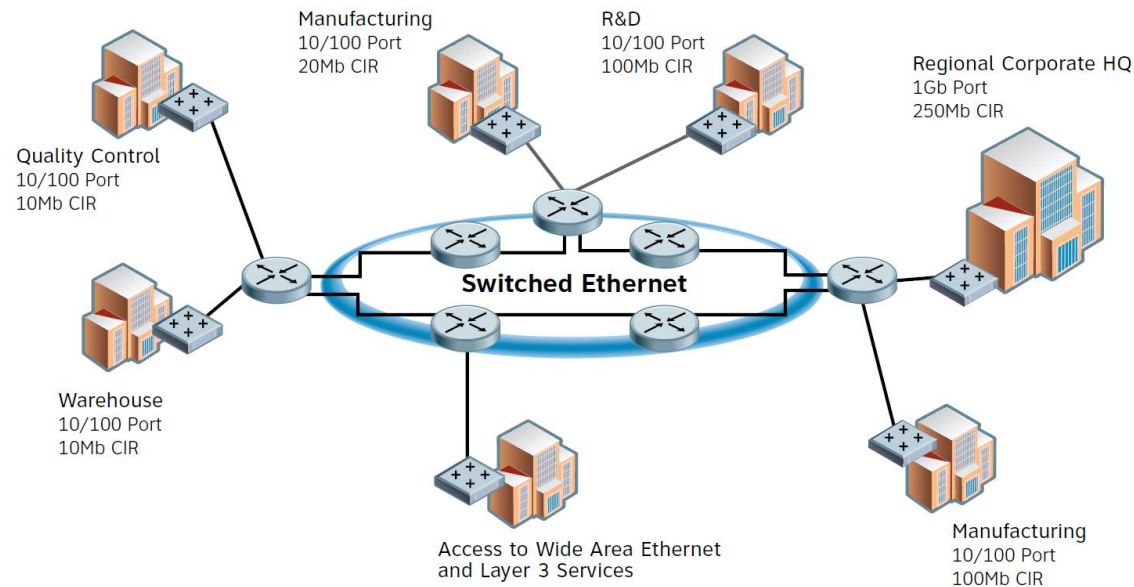 Manufacturing
10/100 Port
20Mb CIR
R&D
10/100 Port
100Mb CIR
Regional Corporate HQ
1Gb Port
250Mb CIR
Quality Control
10/100 Port
10Mb CIR
Switched Ethernet
Warehouse
10/100 Port
10Mb CIR
Access to Wide Area Ethernet
and Layer 3 Services
Manufacturing
10/100 Port
100Mb CIR